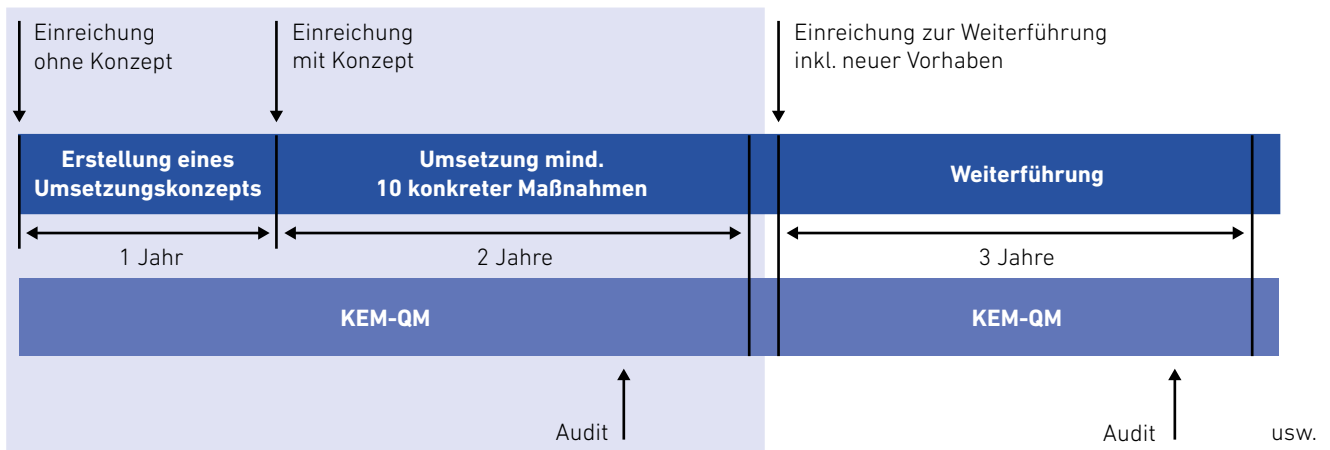 Einreichung
ohne Konzept
Einreichung
mit Konzept
Einreichung zur Weiterführung
inkl. neuer Vorhaben
Erstellung eines
Umsetzungskonzepts
Umsetzung mind.
10 konkreter Maßnahmen
Weiterführung
1 Jahr
2 Jahre
3 Jahre
KEM-QM
KEM-QM
Audit
Audit
usw.